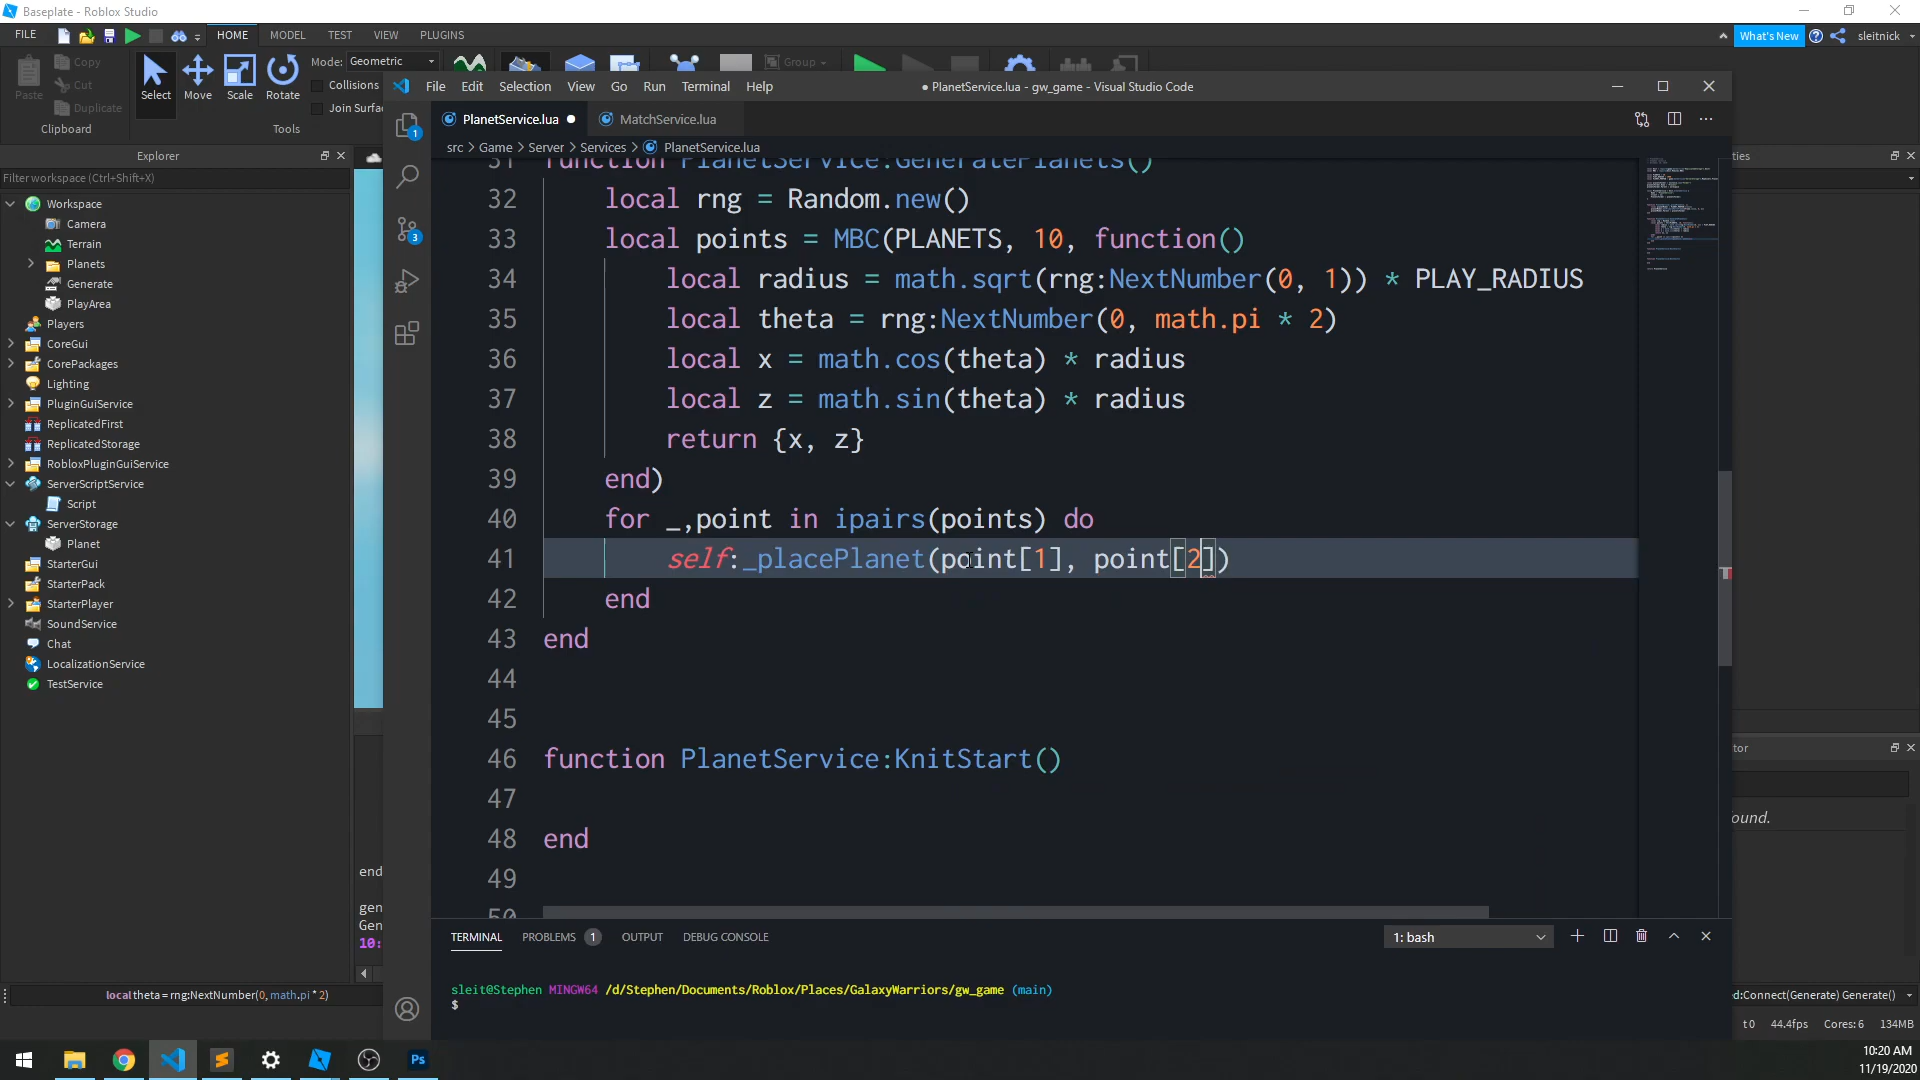 Baseplate - Roblox Studio
FILE
HOME
MODEL
TEST
VIEW
PLUGINS
What's New
sleitnick
Paste
Copy
Cut
Duplicate
Clipboard
Select
Move
Scale
Rotate
Mode: Geometric
Collisions
Join Surfa
Tools
Group
File Edit Selection View Go Run Terminal Help
● PlanetService.lua - gw_game - Visual Studio Code
PlanetService.lua
MatchService.lua
src > Game > Server > Services > PlanetService.lua
Explorer
Filter workspace (Ctrl+Shift+X)
Workspace
Camera
Terrain
Planets
Generate
PlayArea
Players
CoreGui
CorePackages
Lighting
PluginGuiService
ReplicatedFirst
ReplicatedStorage
RobloxPluginGuiService
ServerScriptService
Script
ServerStorage
Planet
StarterGui
StarterPack
StarterPlayer
SoundService
Chat
LocalizationService
TestService
31 function PlanetService:GeneratePlanets()
32 local rng = Random.new()
33 local points = MBC(PLANETS, 10, function()
34 local radius = math.sqrt(rng:NextNumber(0, 1)) * PLAY_RADIUS
35 local theta = rng:NextNumber(0, math.pi * 2)
36 local x = math.cos(theta) * radius
37 local z = math.sin(theta) * radius
38 return {x, z}
39 end)
40 for _,point in ipairs(points) do
41 self:_placePlanet(point[1], point[2])
42 end
43 end
44
45
46 function PlanetService:KnitStart()
47
48 end
49
50
ties
tor
ound.
end
gen
Gen
10:
TERMINAL
PROBLEMS 1
OUTPUT
DEBUG CONSOLE
1: bash
sleit@Stephen MINGW64 /d/Stephen/Documents/Roblox/Places/GalaxyWarriors/gw_game (main)
$
local theta = rng:NextNumber(0, math.pi * 2)
d:Connect(Generate) Generate()
t 0
44.4fps
Cores: 6
134MB
Ps
10:20 AM
11/19/2020